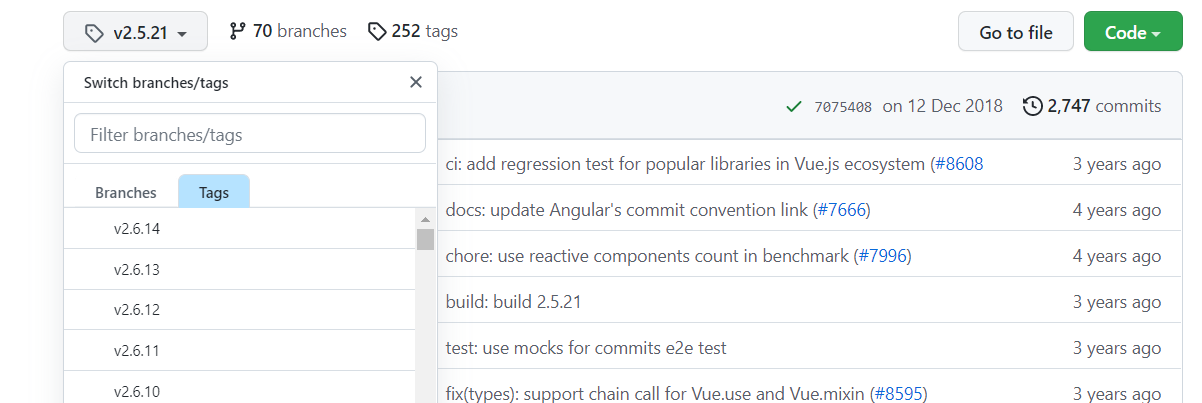 v2.5.21 70 branches 252 tags Go to file Code
Switch branches/tags
Filter branches/tags
Branches Tags
v2.6.14
v2.6.13
v2.6.12
v2.6.11
v2.6.10
7075408 on 12 Dec 2018 2,747 commits
ci: add regression test for popular libraries in Vue.js ecosystem (#8608 3 years ago
docs: update Angular's commit convention link (#7666) 4 years ago
chore: use reactive components count in benchmark (#7996) 4 years ago
build: build 2.5.21 3 years ago
test: use mocks for commits e2e test 3 years ago
fix(types): support chain call for Vue.use and Vue.mixin (#8595) 3 years ago